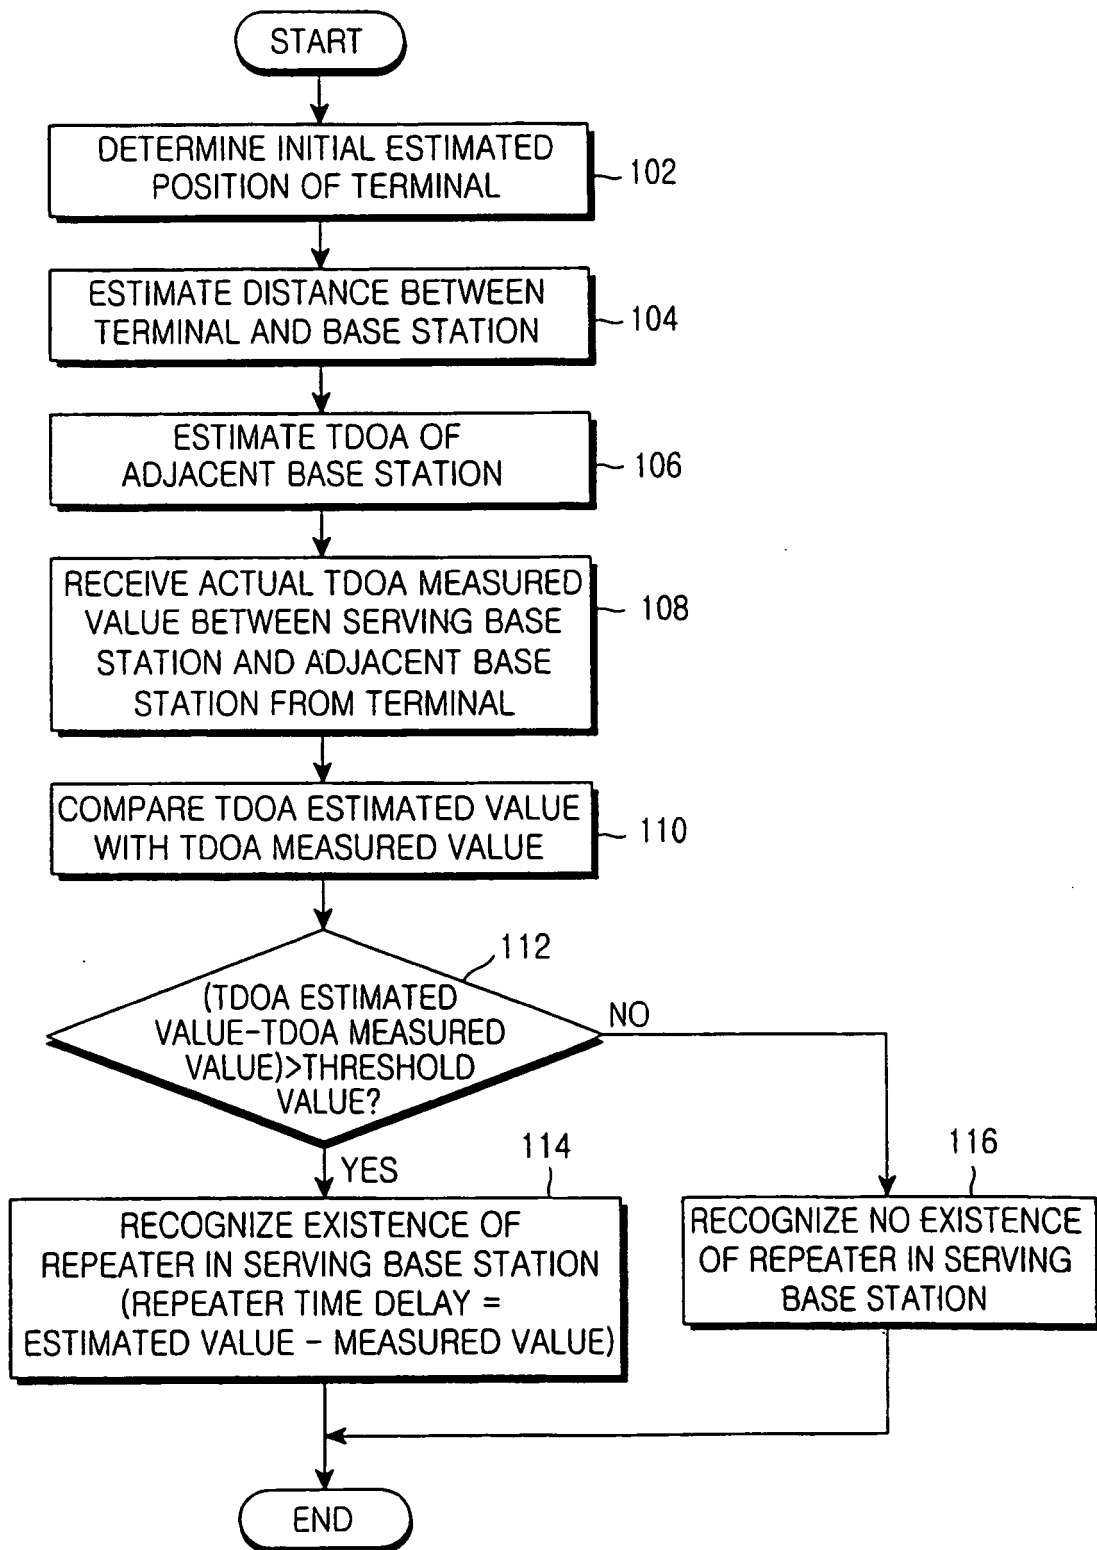 START
DETERMINE INITIAL ESTIMATED
POSITION OF TERMINAL
102
ESTIMATE DISTANCE BETWEEN
TERMINAL AND BASE STATION
104
ESTIMATE TDOA OF
ADJACENT BASE STATION
106
RECEIVE ACTUAL TDOA MEASURED
VALUE BETWEEN SERVING BASE
STATION AND ADJACENT BASE
STATION FROM TERMINAL
108
COMPARE TDOA ESTIMATED VALUE
WITH TDOA MEASURED VALUE
110
112
(TDOA ESTIMATED
VALUE-TDOA MEASURED
VALUE)>THRESHOLD
VALUE?
NO
YES
114
RECOGNIZE EXISTENCE OF
REPEATER IN SERVING BASE STATION
(REPEATER TIME DELAY =
ESTIMATED VALUE - MEASURED VALUE)
116
RECOGNIZE NO EXISTENCE
OF REPEATER IN SERVING
BASE STATION
END